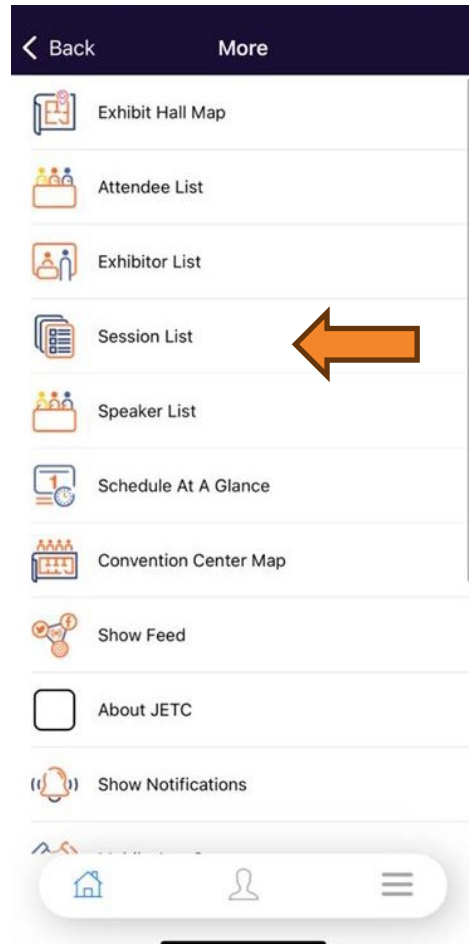 Back
More
Exhibit Hall Map
Attendee List
Exhibitor List
Session List
Speaker List
1
Schedule At A Glance
Convention Center Map
Show Feed
About JETC
Show Notifications